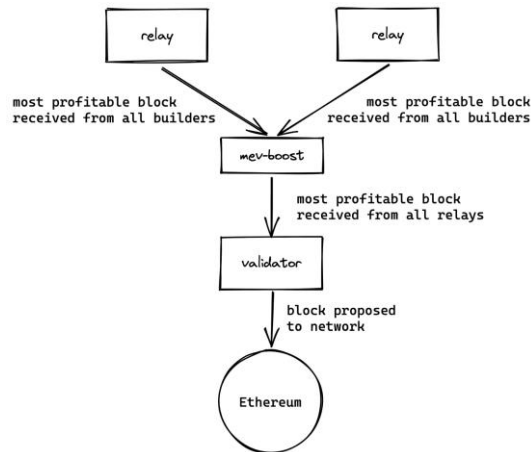 relay
relay
most profitable block
received from all builders
most profitable block
received from all builders
mev-boost
most profitable block
received from all relays
validator
block proposed
to network
Ethereum